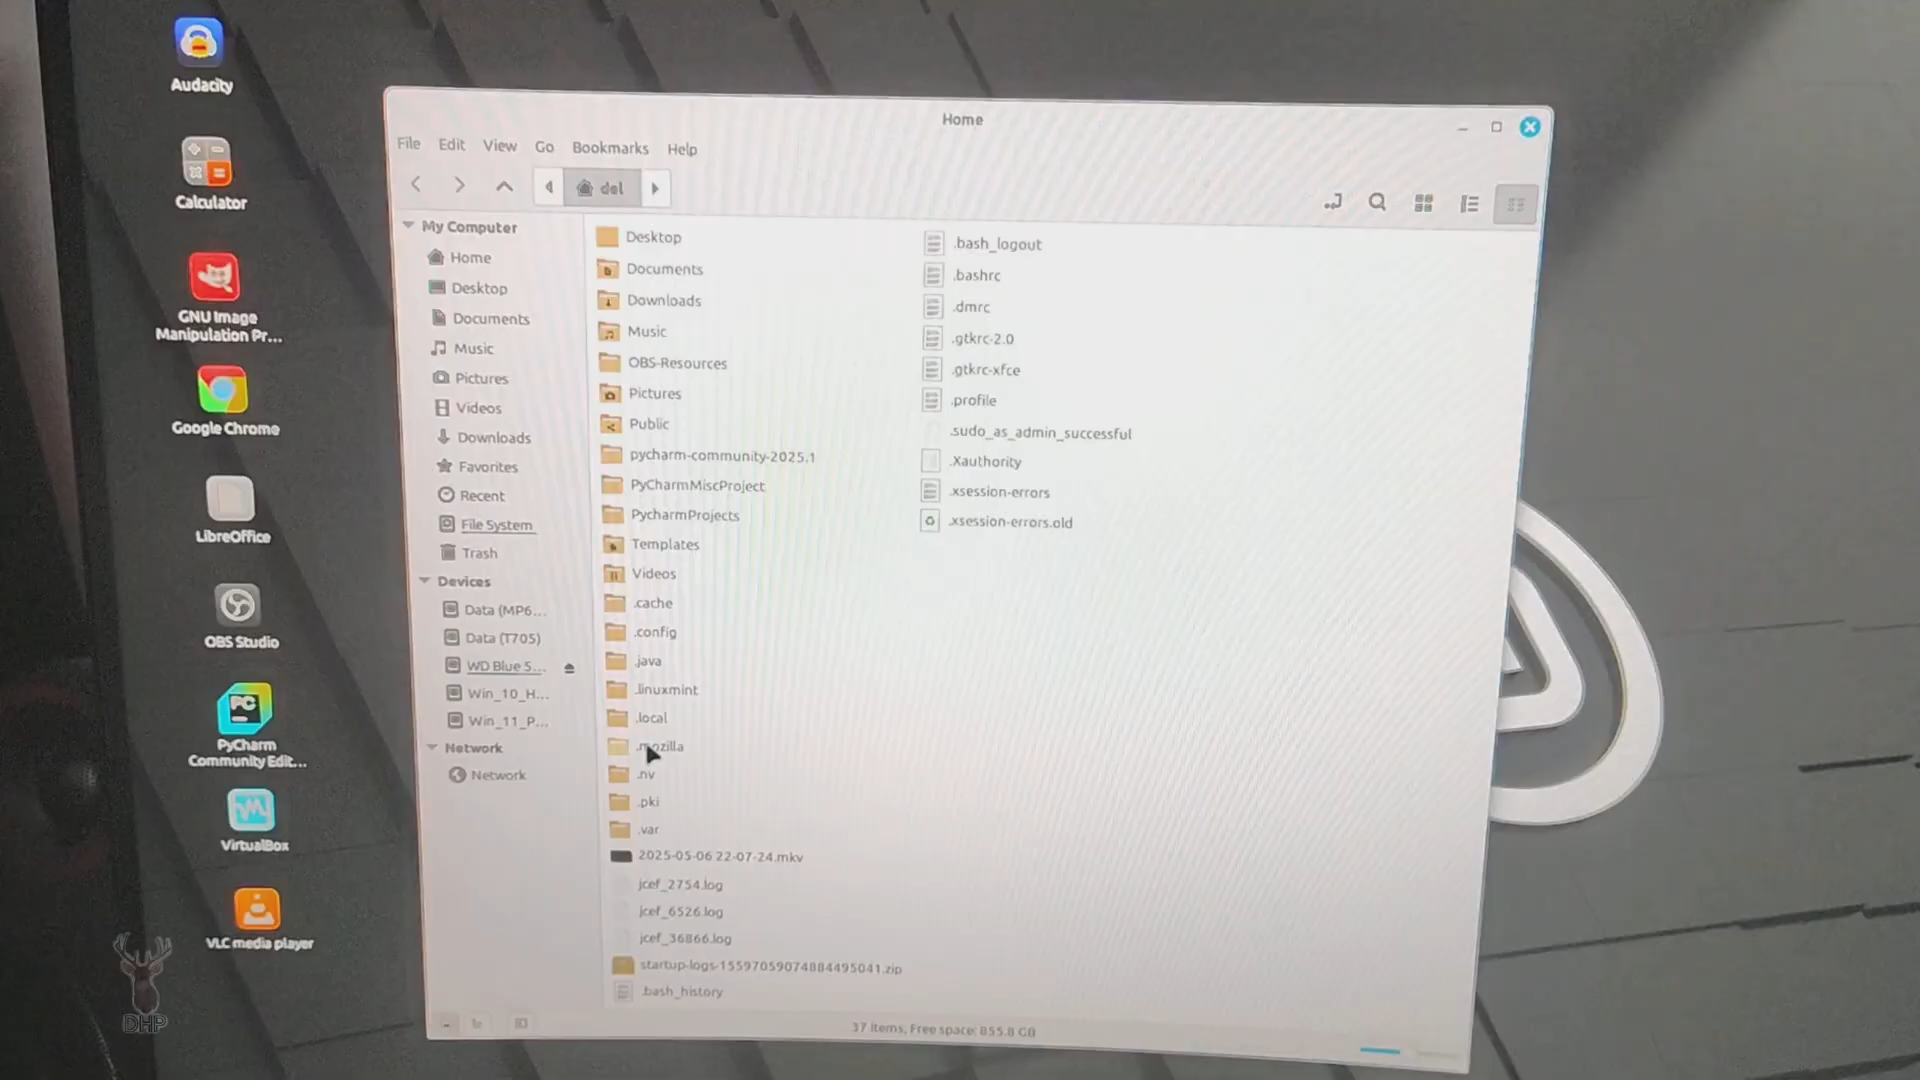 Audacity
Calculator
GNU Image
Manipulation Pr...
Google Chrome
LibreOffice
OBS Studio
PC
PyCharm
Community Edit...
VirtualBox
VLC media player
DHP
Home
File Edit View Go Bookmarks Help
del
My Computer
Home
Desktop
Documents
Music
Pictures
Videos
Downloads
Favorites
Recent
File System
Trash
Devices
Data (MP6...
Data (T705)
WD Blue 5...
Win_10_H...
Win_11_P...
Network
Network
Desktop
Documents
Downloads
Music
OBS-Resources
Pictures
Public
pycharm-community-2025.1
PyCharmMiscProject
PycharmProjects
Templates
Videos
.cache
.config
.java
.linuxmint
.local
.mozilla
.nv
.pki
.var
2025-05-06 22-07-24.mkv
jcef_2754.log
jcef_6526.log
jcef_36866.log
startup-logs-15597059074884495041.zip
.bash_history
.bash_logout
.bashrc
.dmrc
.gtkrc-2.0
.gtkrc-xfce
.profile
.sudo_as_admin_successful
.Xauthority
.xsession-errors
.xsession-errors.old
37 items, Free space: 855.8 GB